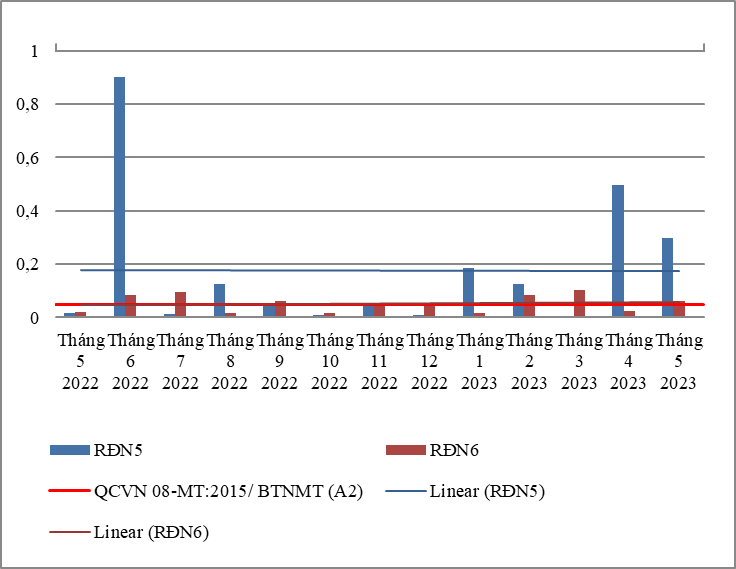 1
0,8
0,6
0,4
0,2
0
Tháng Tháng Tháng Tháng Tháng Tháng Tháng Tháng Tháng Tháng Tháng Tháng Tháng
5 6 7 8 9 10 11 12 1 2 3 4 5
2022 2022 2022 2022 2022 2022 2022 2022 2023 2023 2023 2023 2023
RĐN5 RĐN6
QCVN 08-MT:2015/ BTNMT (A2) Linear (RĐN5)
Linear (RĐN6)